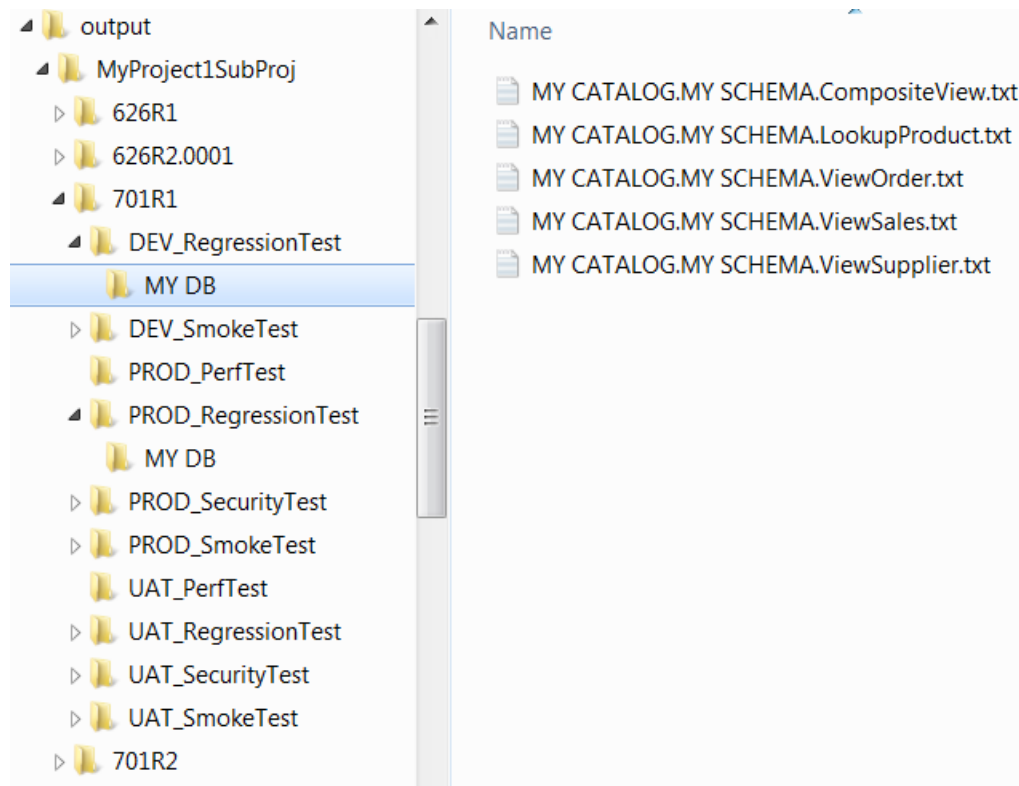 output
MyProject1SubProj
626R1
626R2.0001
701R1
DEV_RegressionTest
MY DB
DEV_SmokeTest
PROD_PerfTest
PROD_RegressionTest
MY DB
PROD_SecurityTest
PROD_SmokeTest
UAT_PerfTest
UAT_RegressionTest
UAT_SecurityTest
UAT_SmokeTest
701R2
Name
MY CATALOG.MY SCHEMA.CompositeView.txt
MY CATALOG.MY SCHEMA.LookupProduct.txt
MY CATALOG.MY SCHEMA.ViewOrder.txt
MY CATALOG.MY SCHEMA.ViewSales.txt
MY CATALOG.MY SCHEMA.ViewSupplier.txt